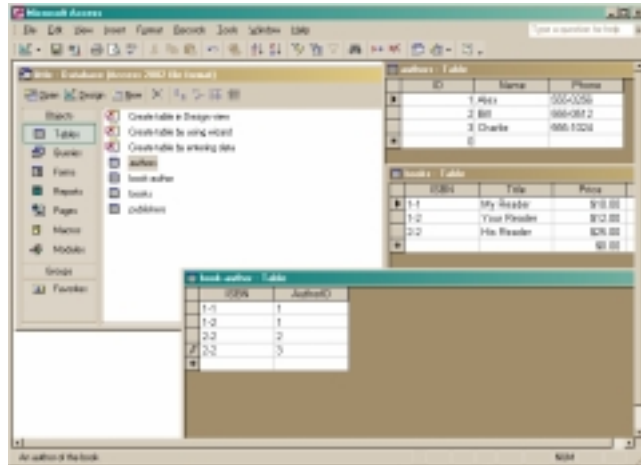 Microsoft Access
File Edit View Insert Format Records Tools Window Help
Type a question for help
Database (Access 2002 file format)
Open Design New
Objects
Tables
Queries
Forms
Reports
Pages
Macros
Modules
Groups
Favorites
Create table in Design view
Create table by using wizard
Create table by entering data
authors
book-author
books
publishers
authors : Table
ID Name Phone
1 Alex
2 Bill
3 Charlie
0
books : Table
ISBN Title Price
1-1 My Reader $10.00
1-2 Your Reader $12.00
2-2 His Reader
$0.00
book-author : Table
ISBN AuthorID
1-1 1
1-2 1
2-2 2
2-2 3
An author of the book
NUM